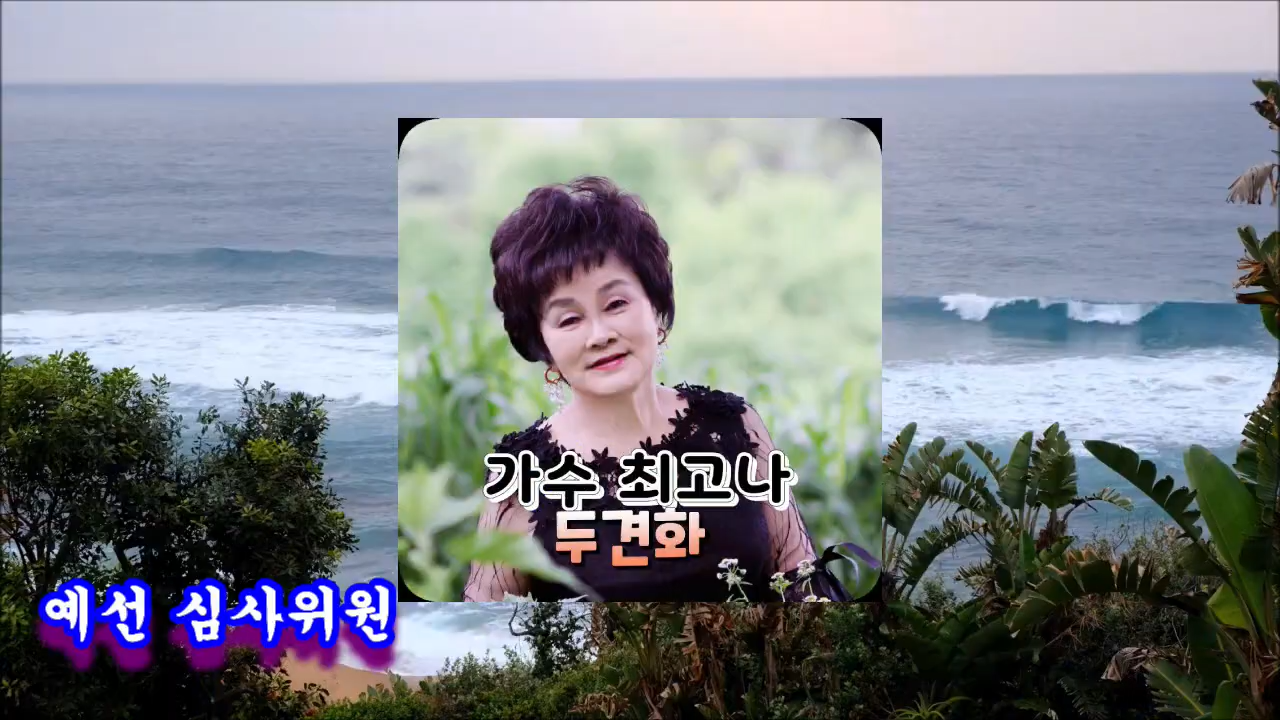 가수 최고나
두견화
예선 심사위원